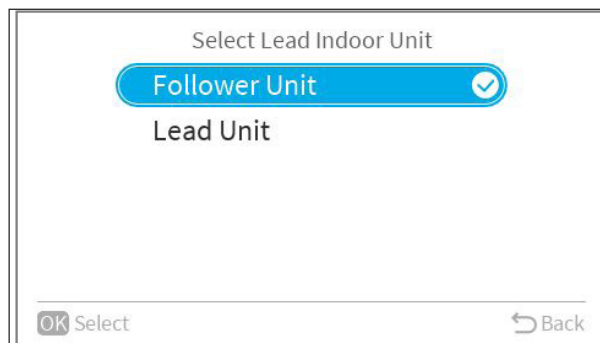 Select Lead Indoor Unit
Follower Unit
Lead Unit
OK Select
Back